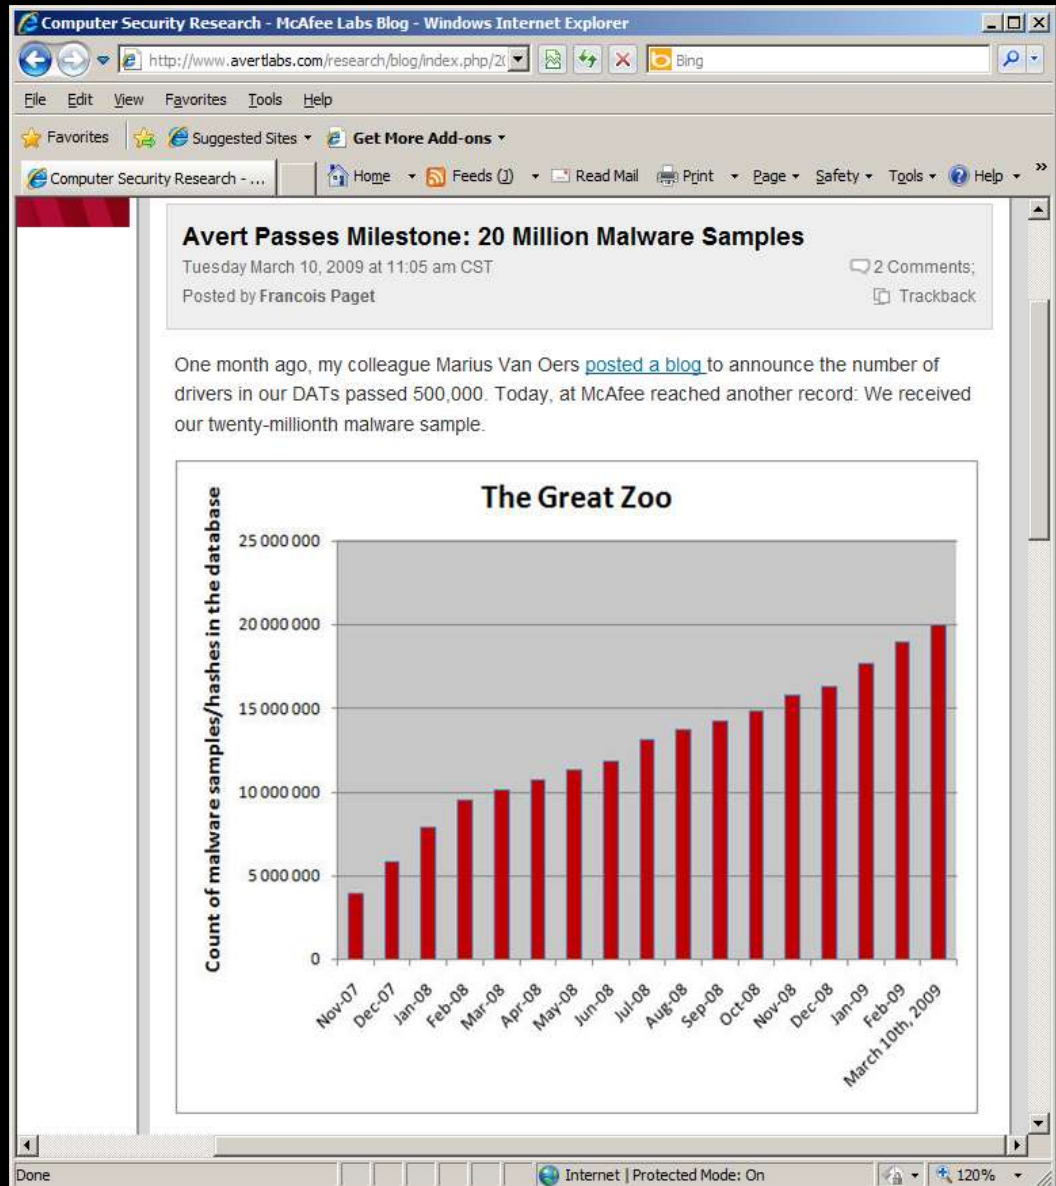 Computer Security Research - McAfee Labs Blog - Windows Internet Explorer
http://www.avertlabs.com/research/blog/index.php/2(
Bing
File Edit View Favorites Tools Help
Favorites Suggested Sites Get More Add-ons
Computer Security Research - ... Home Feeds (J) Read Mail Print Page Safety Tools Help »
Avert Passes Milestone: 20 Million Malware Samples
Tuesday March 10, 2009 at 11:05 am CST 2 Comments;
Posted by Francois Paget Trackback
One month ago, my colleague Marius Van Oers posted a blog to announce the number of
drivers in our DATs passed 500,000. Today, at McAfee reached another record: We received
our twenty-millionth malware sample.
The Great Zoo
Count of malware samples/hashes in the database
25 000 000
20 000 000
15 000 000
10 000 000
5 000 000
0
Nov-07
Dec-07
Jan-08
Feb-08
Mar-08
Apr-08
May-08
Jun-08
Jul-08
Aug-08
Sep-08
Oct-08
Nov-08
Dec-08
Jan-09
Feb-09
March 10th, 2009
Done Internet | Protected Mode: On 120%